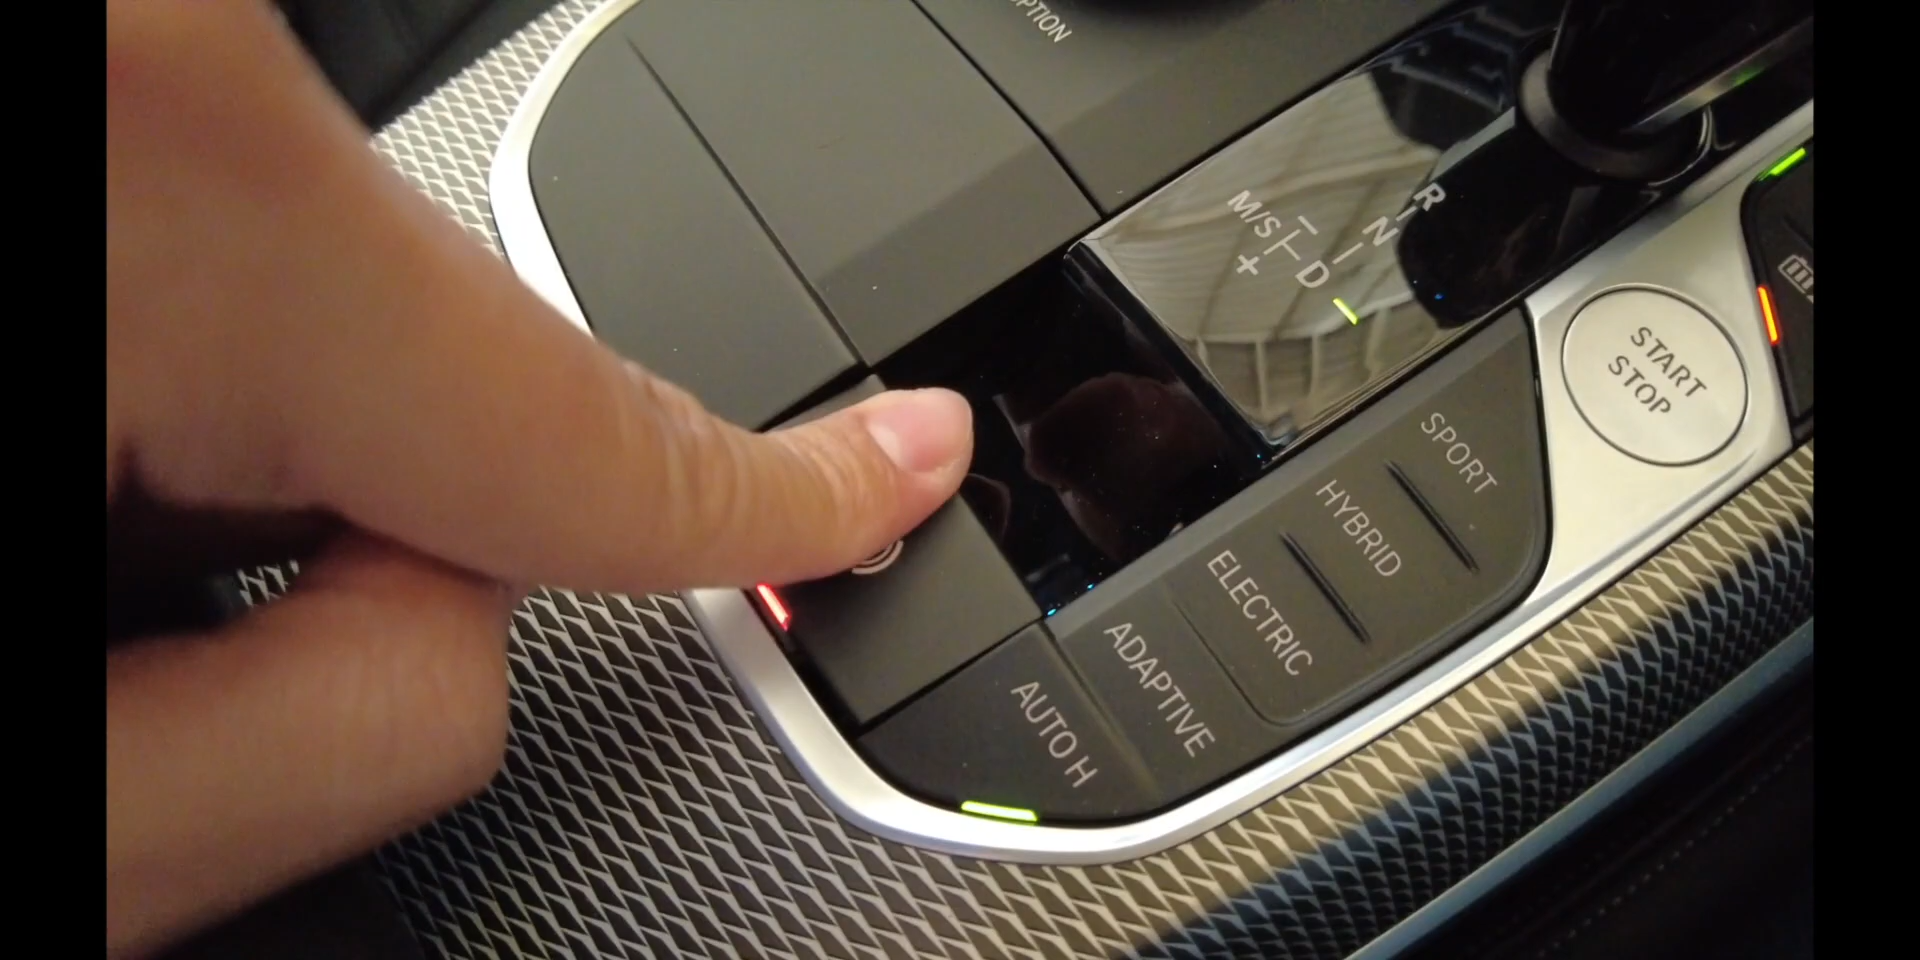 R
N
M/S
D
+
START
STOP
SPORT
HYBRID
ELECTRIC
ADAPTIVE
AUTO H